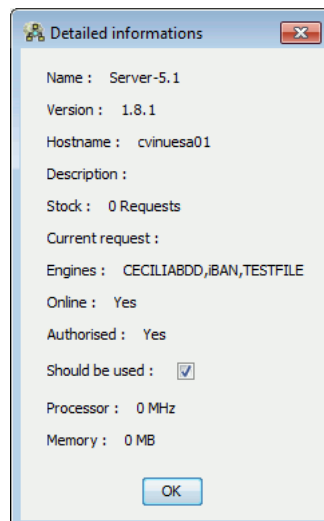 Detailed informations
Name : Server-5.1
Version : 1.8.1
Hostname : cvinuesa01
Description :
Stock : 0 Requests
Current request :
Engines : CECILIABDD,iBAN,TESTFILE
Online : Yes
Authorised : Yes
Should be used :
Processor : 0 MHz
Memory : 0 MB
OK